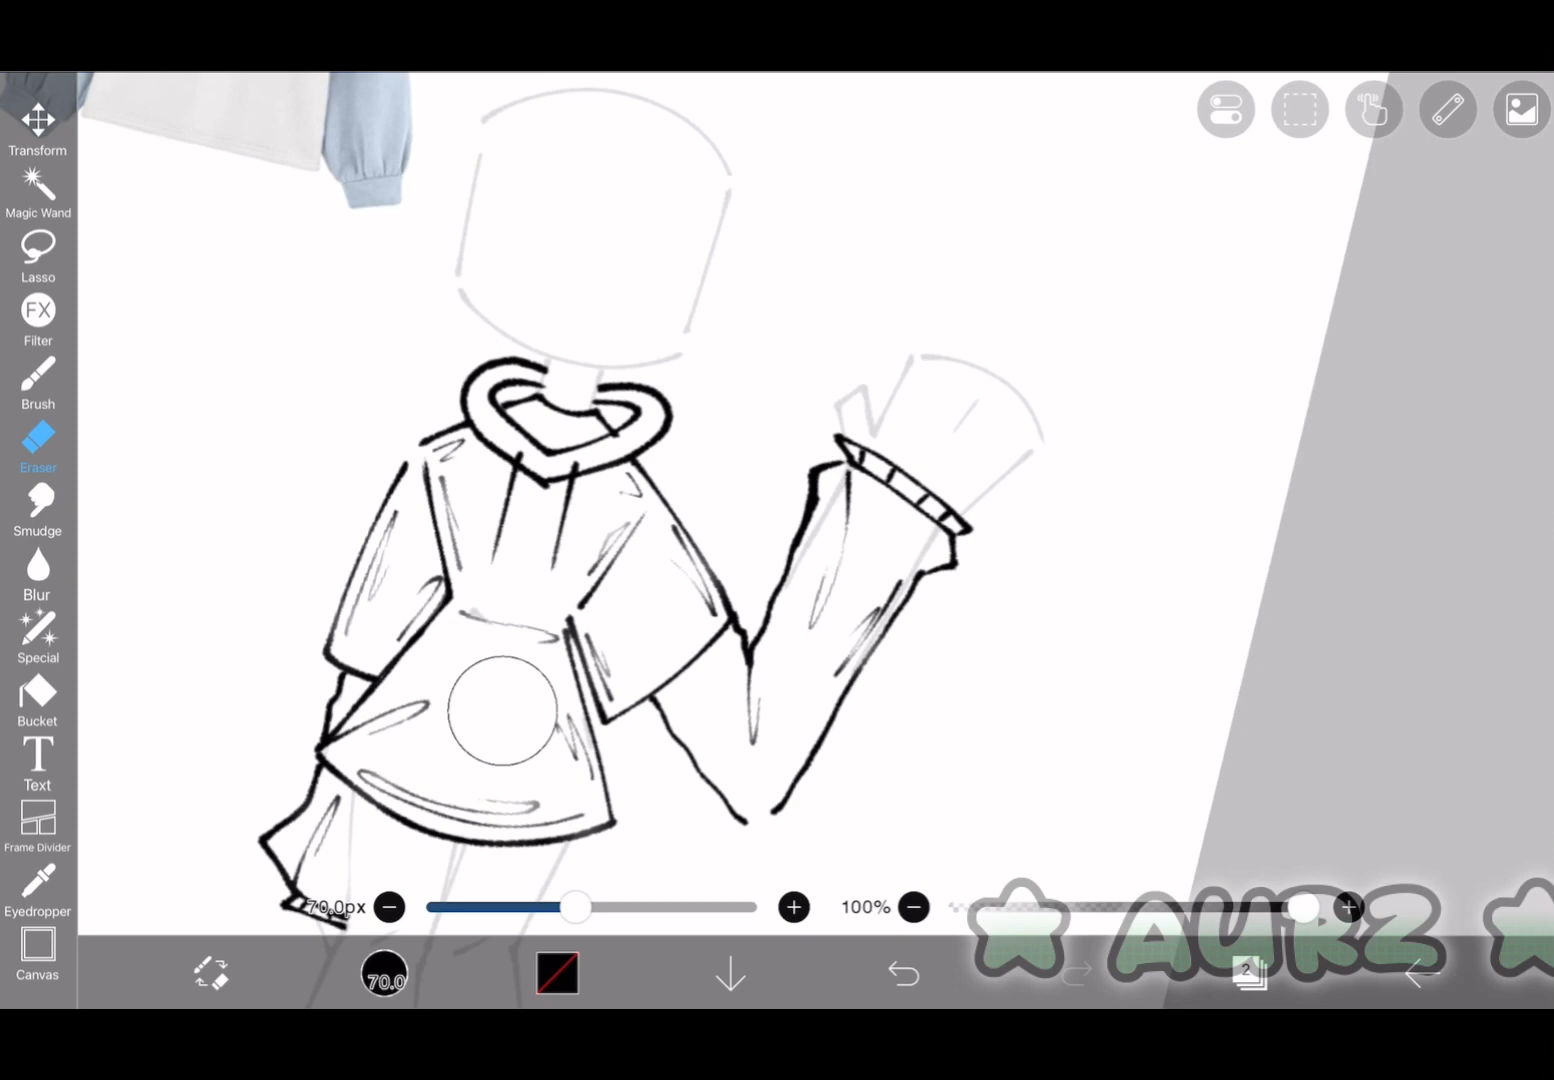 Transform
Magic Wand
Lasso
FX
Filter
Brush
Eraser
Smudge
Blur
Special
Bucket
T
Text
Frame Divider
Eyedropper
Canvas
70.0px
100%
70.0
2
AURZ